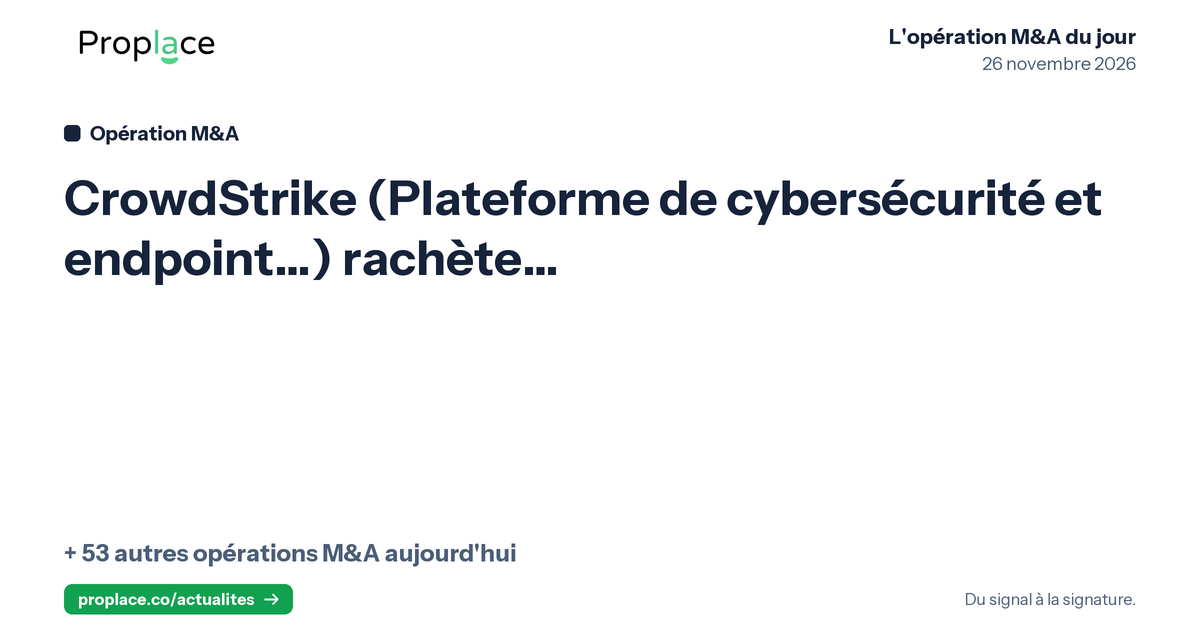 Proplace
L'opération M&A du jour
26 novembre 2026
Opération M&A
CrowdStrike (Plateforme de cybersécurité et
endpoint...) rachète...
+ 53 autres opérations M&A aujourd'hui
proplace.co/actualites →
Du signal à la signature.